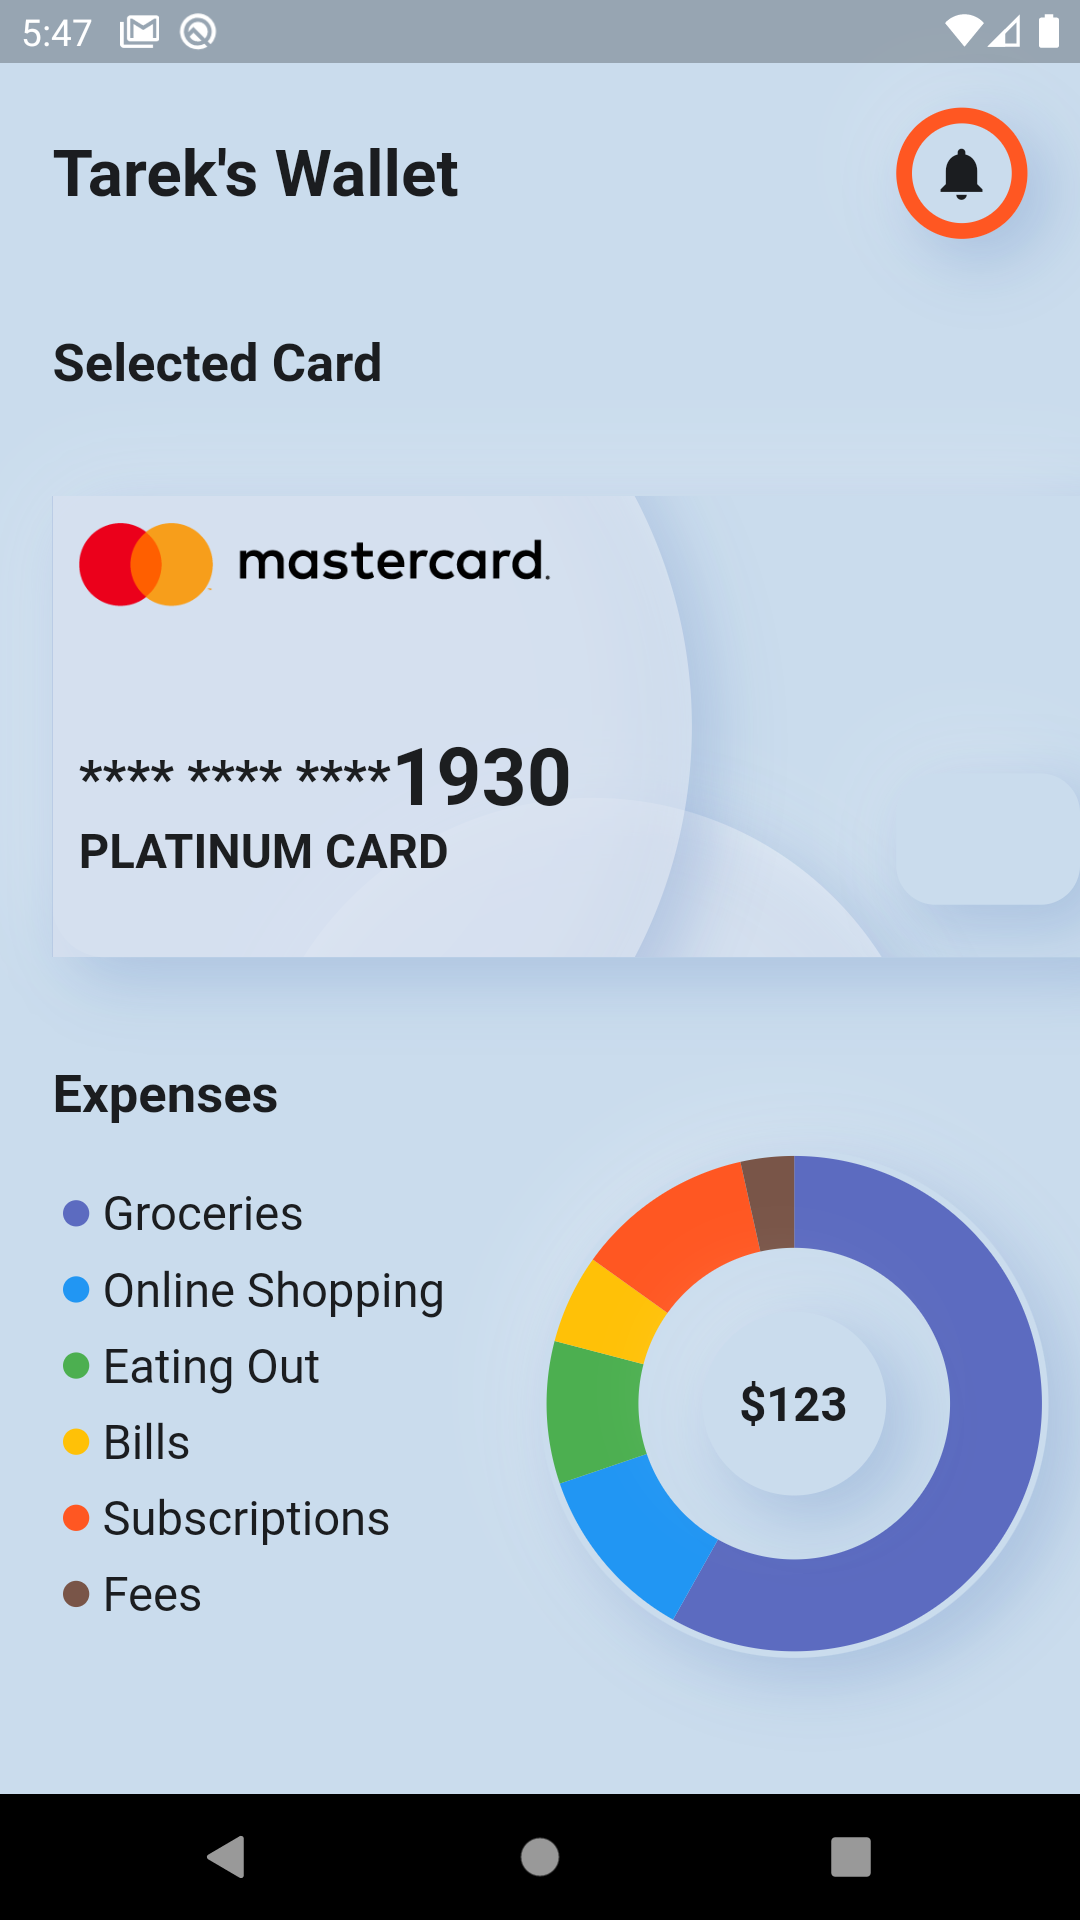 5:47
Tarek's Wallet
Selected Card
mastercard.
**** **** ****1930
PLATINUM CARD
Expenses
Groceries
Online Shopping
Eating Out
Bills
Subscriptions
Fees
$123